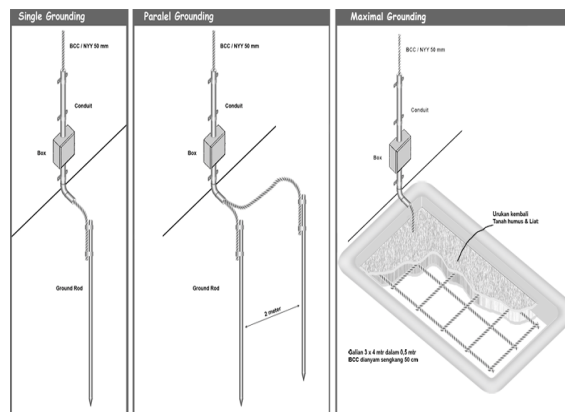 Single Grounding
BCC / NYY 50 mm
Conduit
Box
Ground Rod
Paralel Grounding
BCC / NYY 50 mm
Conduit
Box
Ground Rod
2 meter
Maximal Grounding
BCC / NYY 50 mm
Conduit
Box
Urukan kembali
Tanah humus & Liat
Galian 3 x 4 mtr dalam 0,5 mtr
BCC dianyam sengkang 50 cm